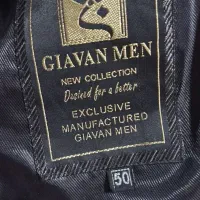 GIAVAN MEN
NEW COLLECTION
Desined for a better
EXCLUSIVE
MANUFACTURED
GIAVAN MEN
50